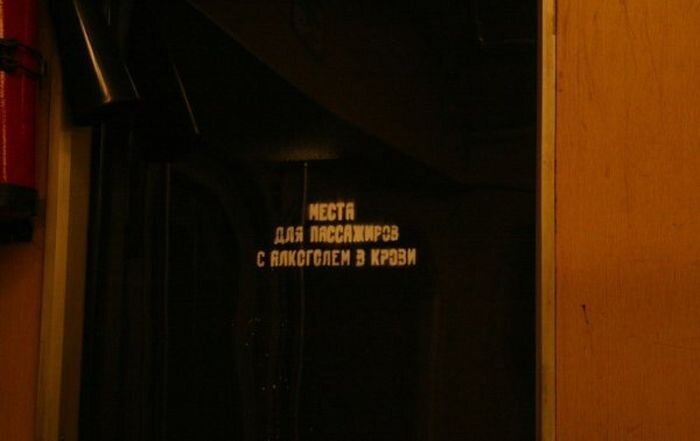 МЕСТА
ДЛЯ ПАССАЖИРОВ
С АЛКОГОЛЕМ В КРОВИ